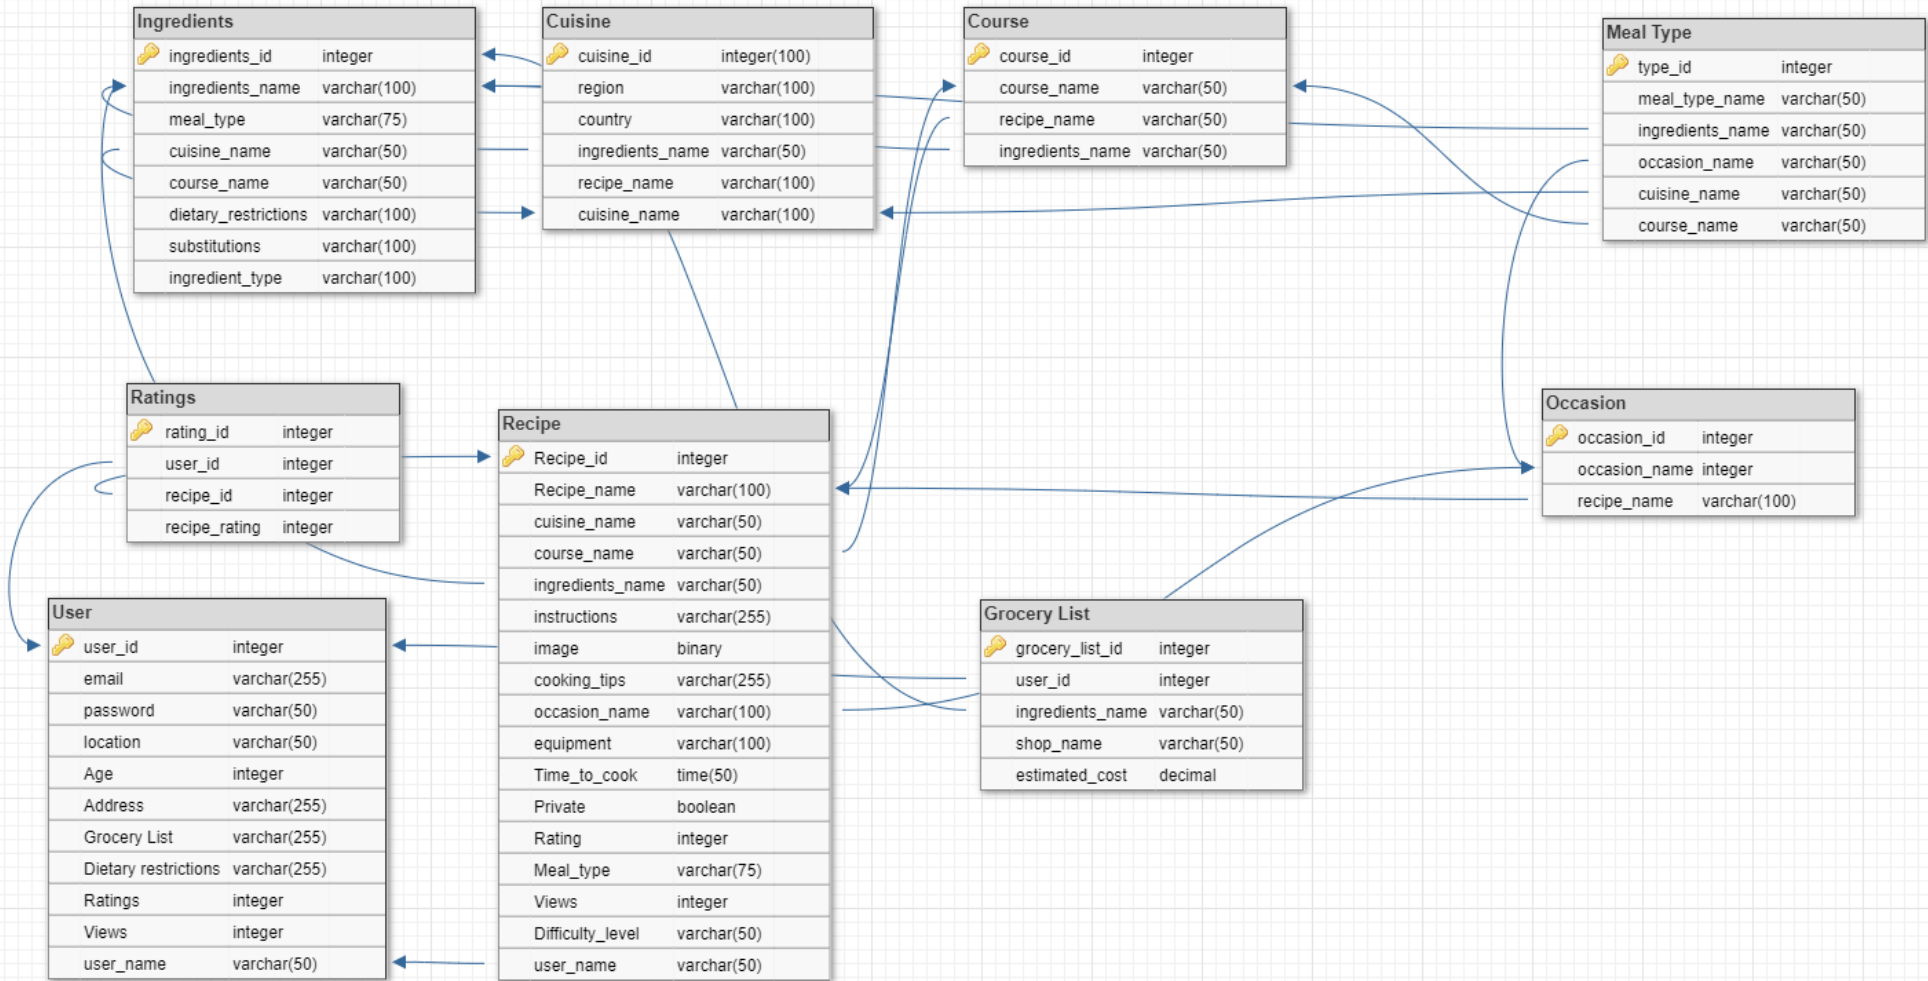 Ingredients
ingredients_id integer
ingredients_name varchar(100)
meal_type varchar(75)
cuisine_name varchar(50)
course_name varchar(50)
dietary_restrictions varchar(100)
substitutions varchar(100)
ingredient_type varchar(100)
Cuisine
cuisine_id integer(100)
region varchar(100)
country varchar(100)
ingredients_name varchar(50)
recipe_name varchar(100)
cuisine_name varchar(100)
Course
course_id integer
course_name varchar(50)
recipe_name varchar(50)
ingredients_name varchar(50)
Meal Type
type_id integer
meal_type_name varchar(50)
ingredients_name varchar(50)
occasion_name varchar(50)
cuisine_name varchar(50)
course_name varchar(50)
Ratings
rating_id integer
user_id integer
recipe_id integer
recipe_rating integer
Recipe
Recipe_id integer
Recipe_name varchar(100)
cuisine_name varchar(50)
course_name varchar(50)
ingredients_name varchar(50)
instructions varchar(255)
image binary
cooking_tips varchar(255)
occasion_name varchar(100)
equipment varchar(100)
Time_to_cook time(50)
Private boolean
Rating integer
Meal_type varchar(75)
Views integer
Difficulty_level varchar(50)
user_name varchar(50)
Occasion
occasion_id integer
occasion_name integer
recipe_name varchar(100)
User
user_id integer
email varchar(255)
password varchar(50)
location varchar(50)
Age integer
Address varchar(255)
Grocery List varchar(255)
Dietary restrictions varchar(255)
Ratings integer
Views integer
user_name varchar(50)
Grocery List
grocery_list_id integer
user_id integer
ingredients_name varchar(50)
shop_name varchar(50)
estimated_cost decimal